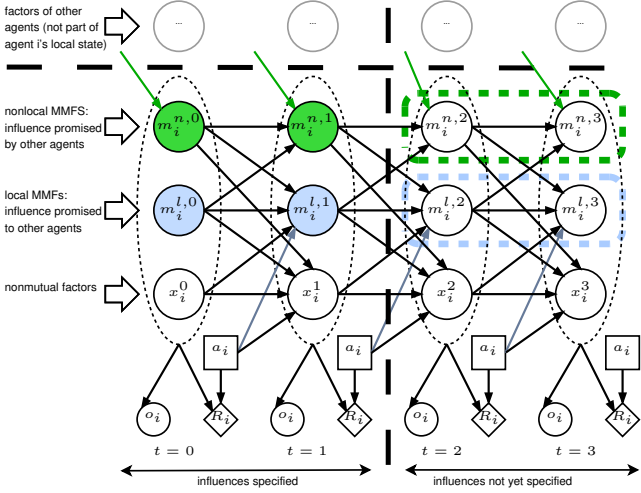 factors of other
agents (not part of
agent i's local state)
... ... ... ...
nonlocal MMFS:
influence promised
by other agents
m_i^{n,0} m_i^{n,1} m_i^{n,2} m_i^{n,3}
local MMFs:
influence promised
to other agents
m_i^{l,0} m_i^{l,1} m_i^{l,2} m_i^{l,3}
nonmutual factors
x_i^0 x_i^1 x_i^2 x_i^3
a_i a_i a_i a_i
o_i R_i o_i R_i o_i R_i o_i R_i
t = 0 t = 1 t = 2 t = 3
influences specified influences not yet specified